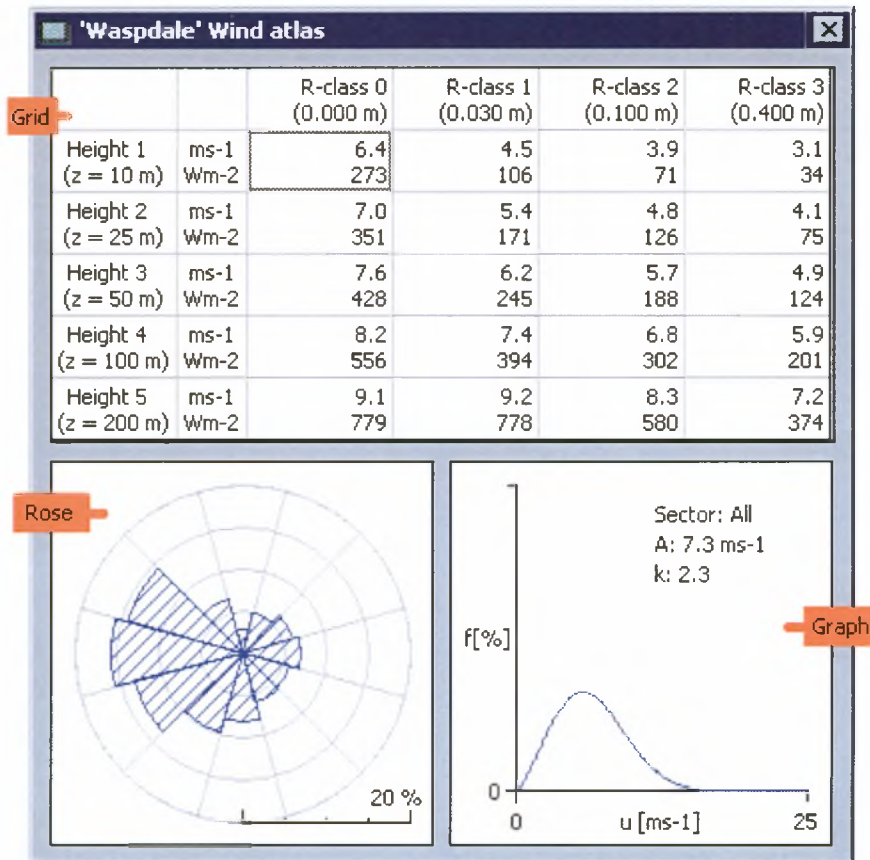 'Waspdale' Wind atlas
Grid
R-class 0 R-class 1 R-class 2 R-class 3
(0.000 m) (0.030 m) (0.100 m) (0.400 m)
Height 1 ms-1 6.4 4.5 3.9 3.1
(z = 10 m) Wm-2 273 106 71 34
Height 2 ms-1 7.0 5.4 4.8 4.1
(z = 25 m) Wm-2 351 171 126 75
Height 3 ms-1 7.6 6.2 5.7 4.9
(z = 50 m) Wm-2 428 245 188 124
Height 4 ms-1 8.2 7.4 6.8 5.9
(z = 100 m) Wm-2 556 394 302 201
Height 5 ms-1 9.1 9.2 8.3 7.2
(z = 200 m) Wm-2 779 778 580 374
Rose
20 %
Sector: All
A: 7.3 ms-1
k: 2.3
Graph
f[%]
0
0 u [ms-1] 25